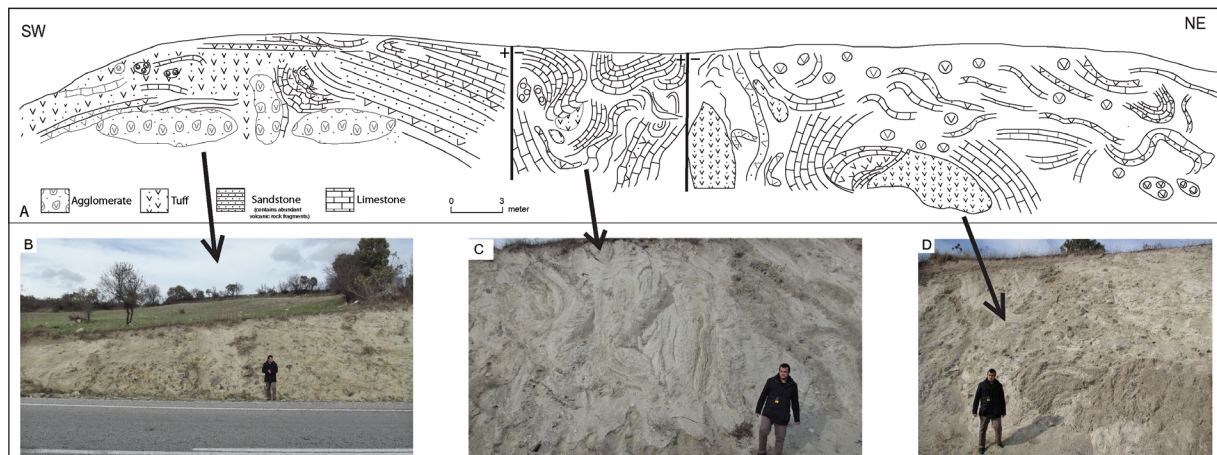 SW
NE
+ −
+ −
Agglomerate
Tuff
Sandstone
(contains abundant
volcanic rock fragments)
Limestone
0 3
meter
A
B
C
D